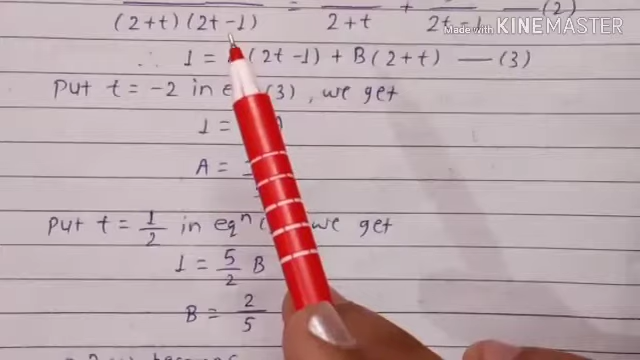 (2+t)(2t-1) = 2+t + 2t-1 —(2)
Made with KINEMASTER
∴ 1 = (2t-1) + B(2+t) —(3)
Put t = -2 in (3), we get
1 =
A =
Put t = 1/2 in eqn we get
1 = 5/2 B
B = 2/5